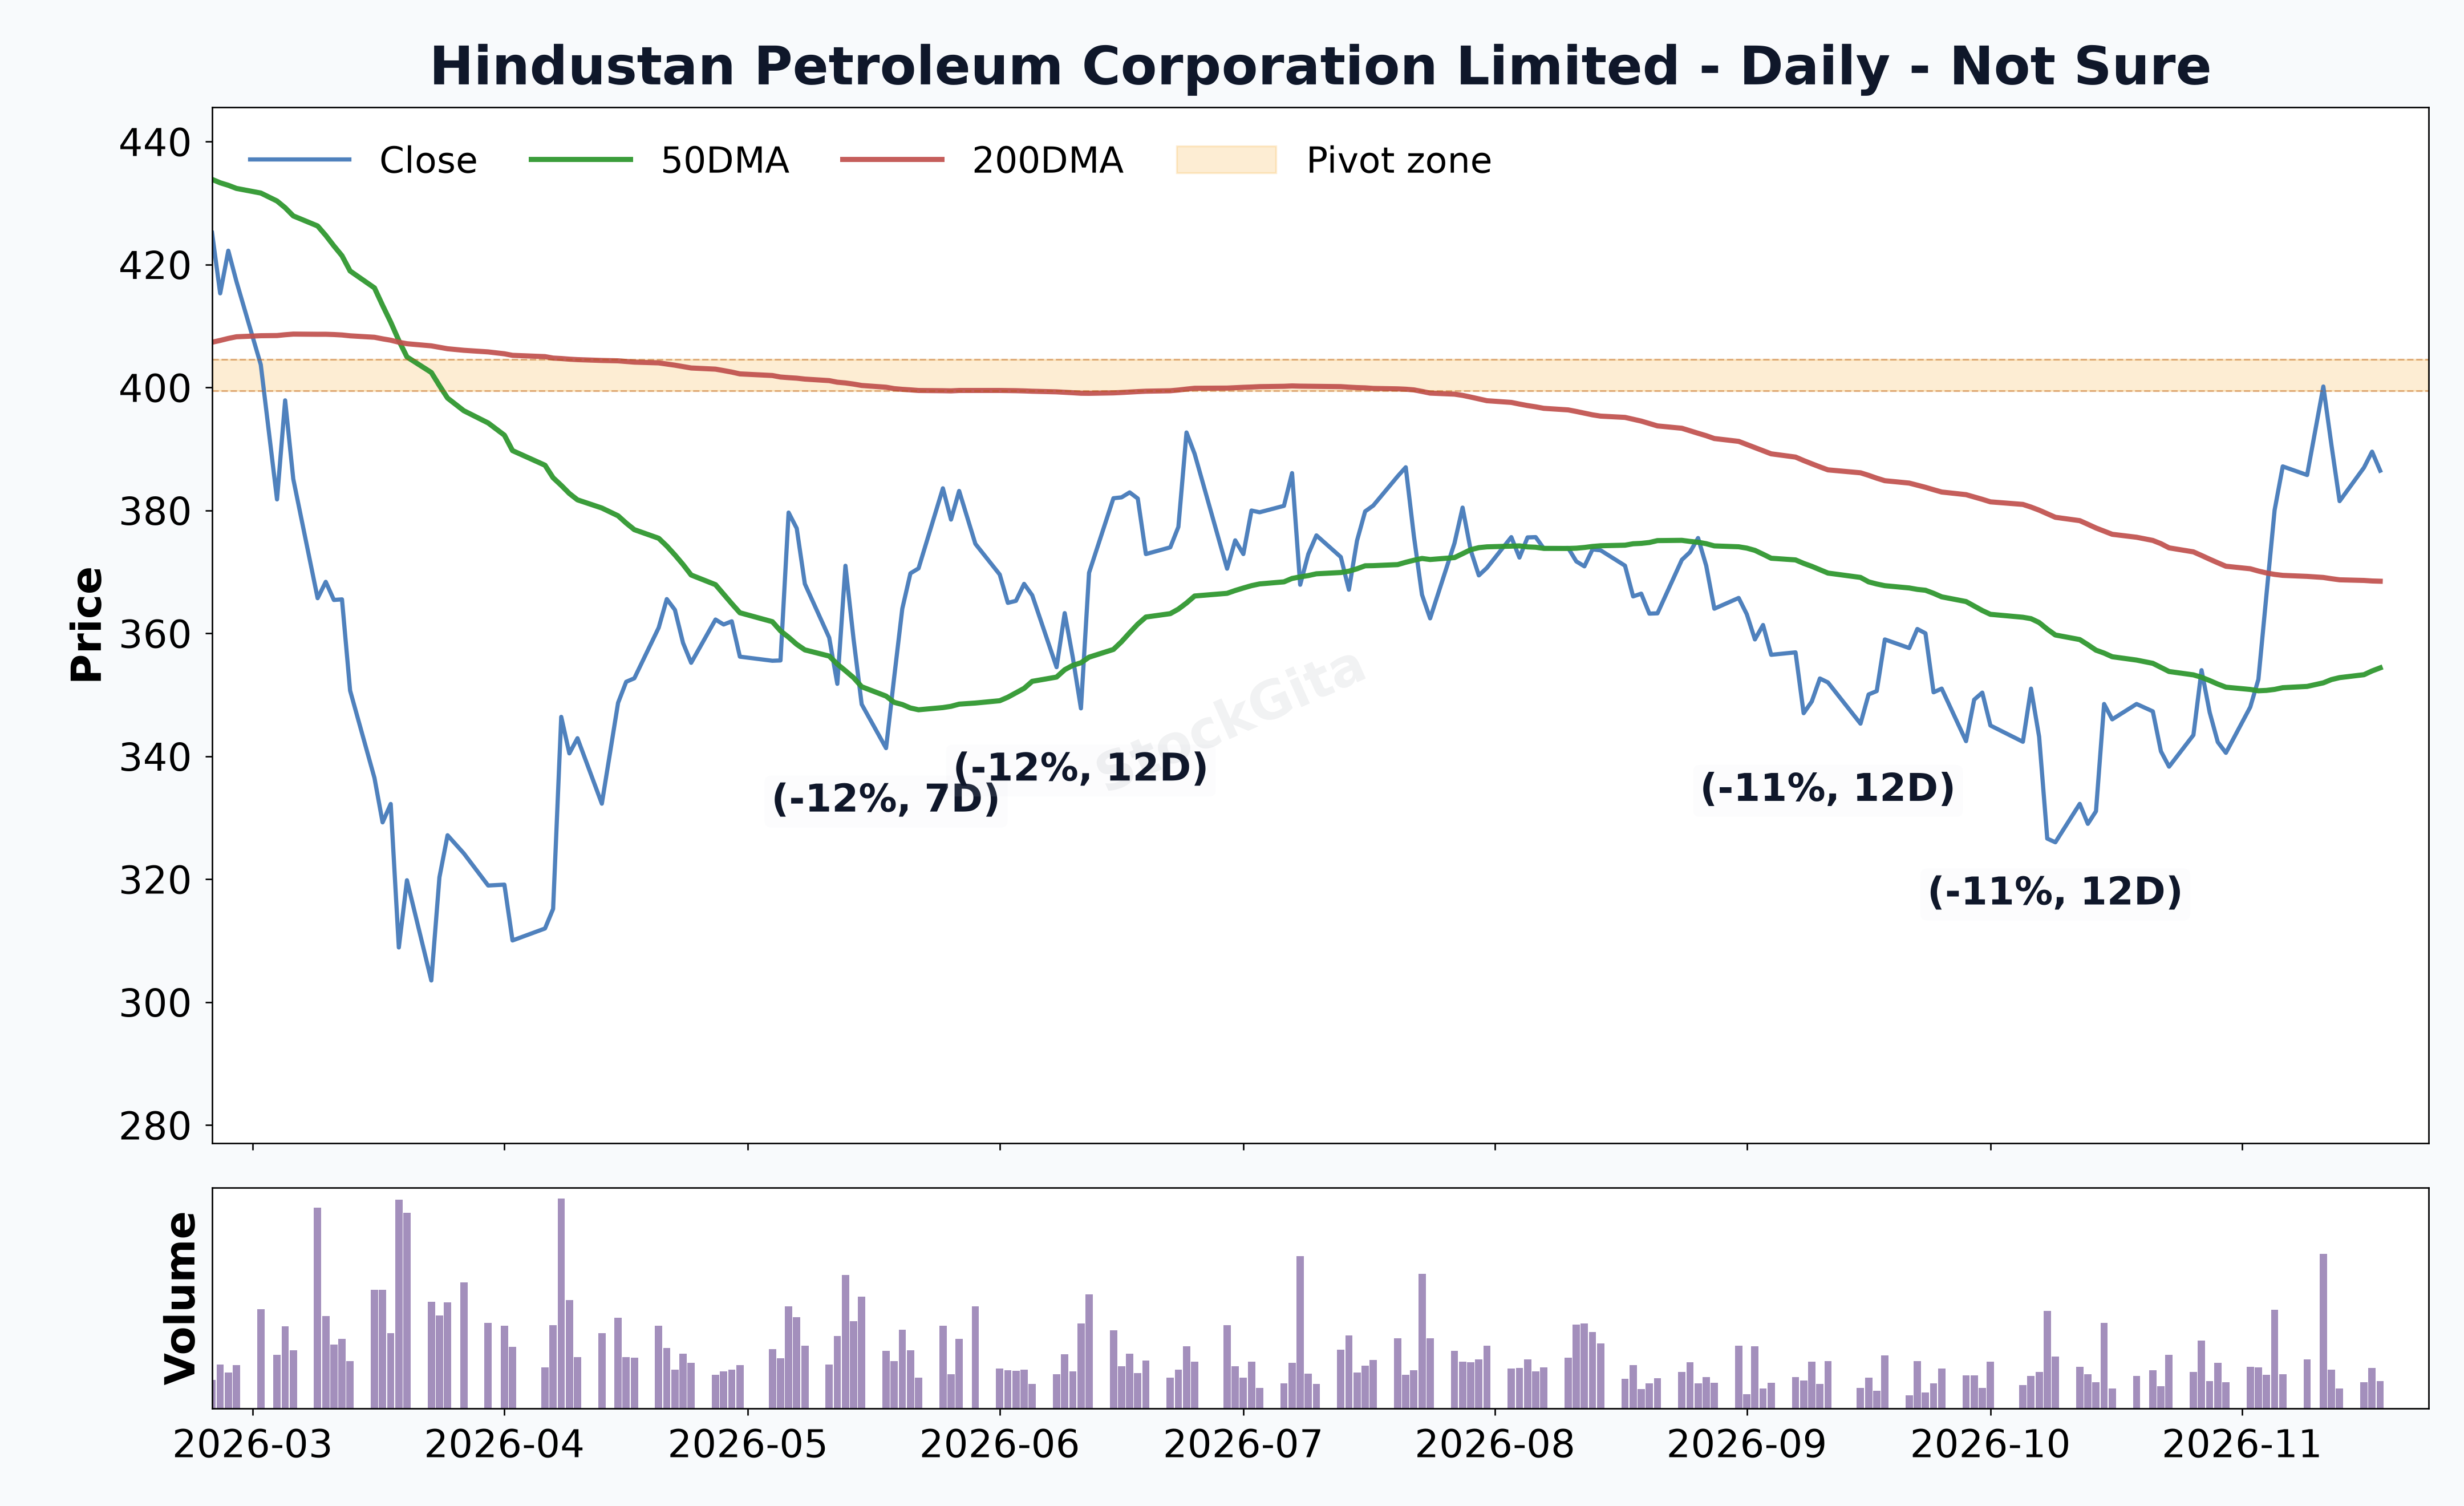 Hindustan Petroleum Corporation Limited - Daily - Not Sure
Close 50DMA 200DMA Pivot zone
Price
440
420
400
380
360
340
320
300
280
StockGita
(-12%, 12D)
(-12%, 7D)
(-11%, 12D)
(-11%, 12D)
Volume
2026-03 2026-04 2026-05 2026-06 2026-07 2026-08 2026-09 2026-10 2026-11